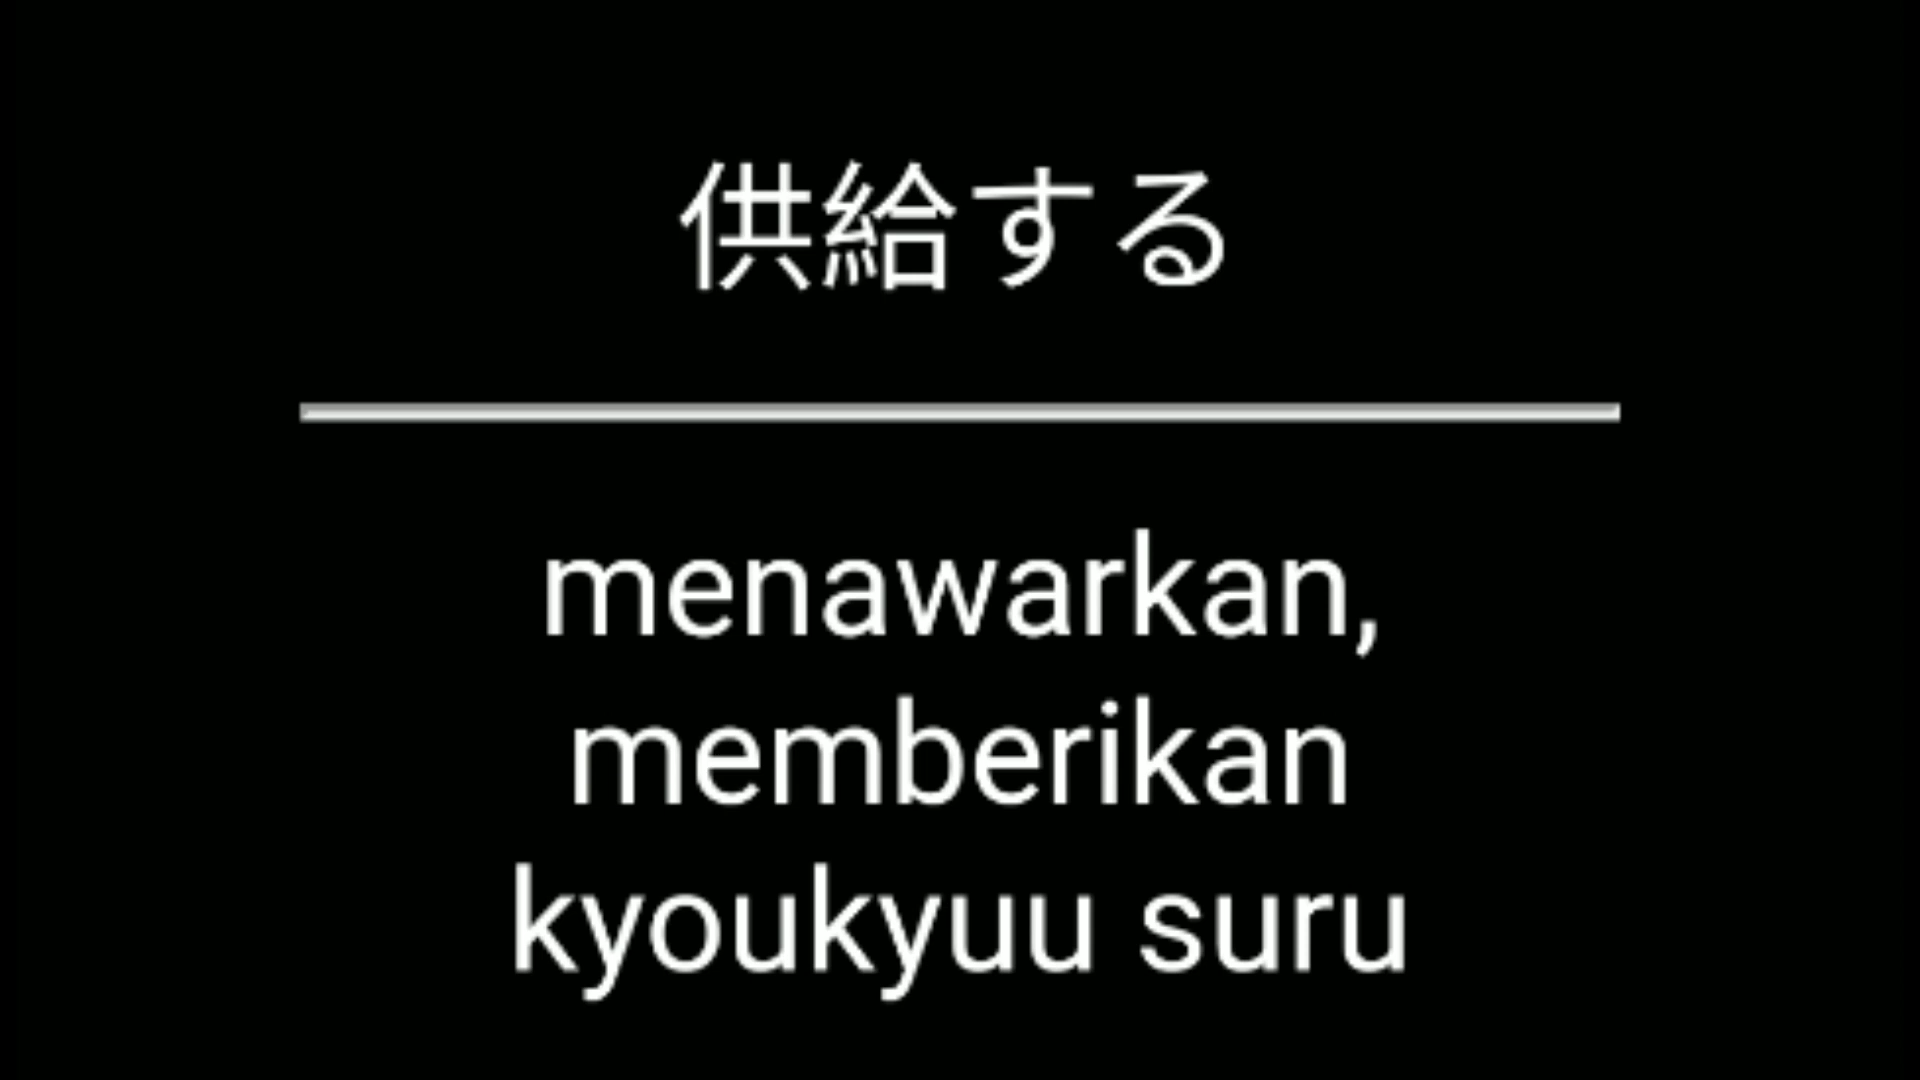 供給する
menawarkan,
memberikan
kyoukyuu suru